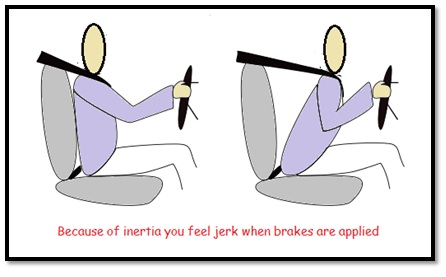 Because of inertia you feel jerk when brakes are applied